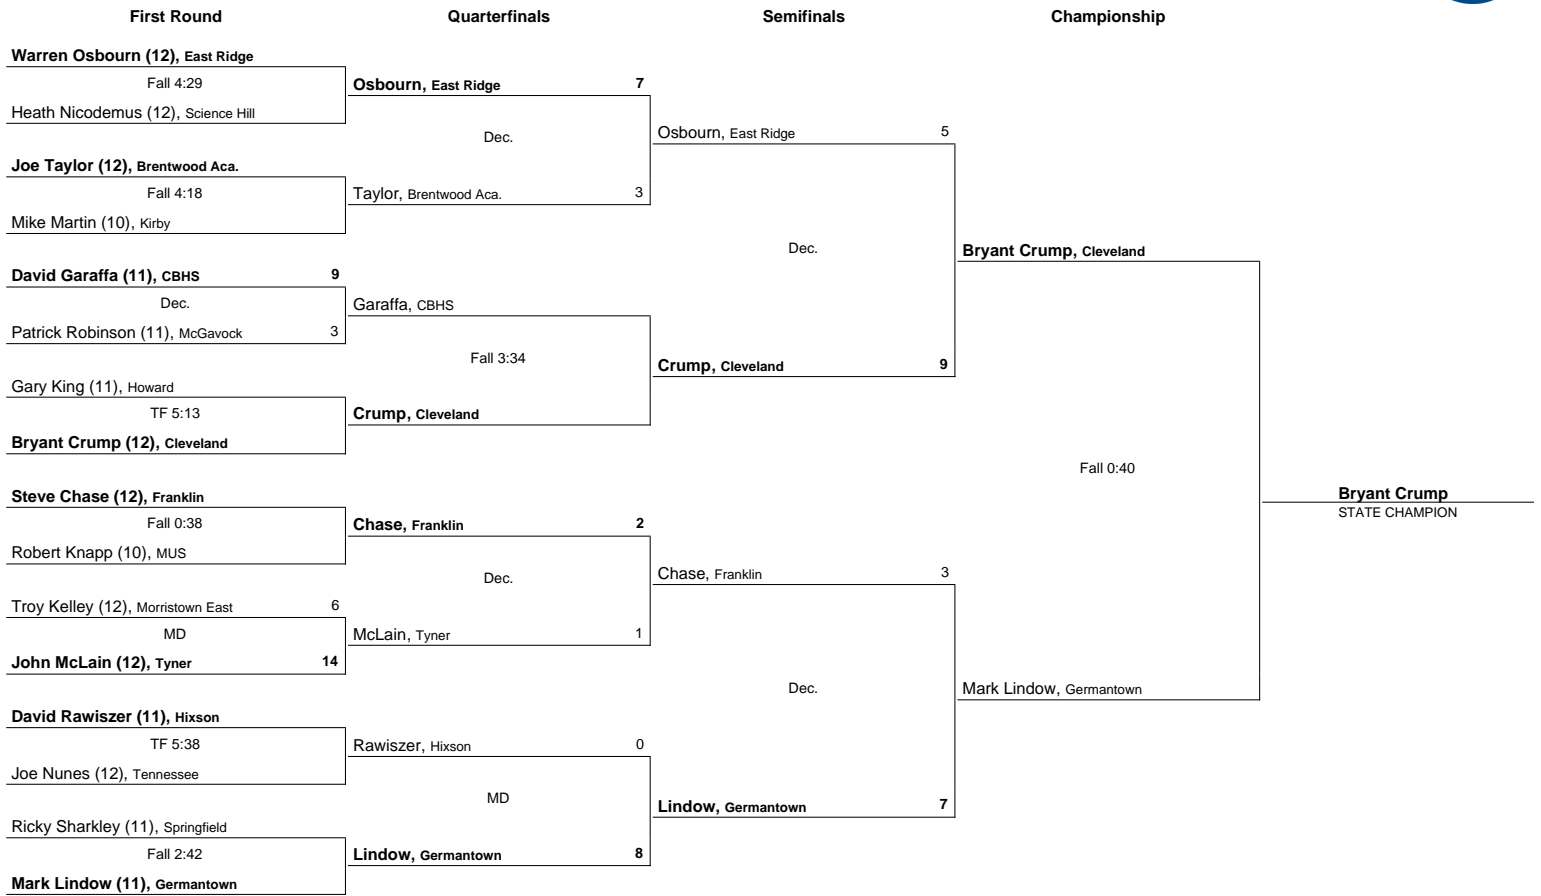 First Round Quarterfinals Semifinals Championship
Warren Osbourn (12), East Ridge
Fall 4:29
Heath Nicodemus (12), Science Hill
Joe Taylor (12), Brentwood Aca.
Fall 4:18
Mike Martin (10), Kirby
David Garaffa (11), CBHS 9
Dec.
Patrick Robinson (11), McGavock 3
Gary King (11), Howard
TF 5:13
Bryant Crump (12), Cleveland
Steve Chase (12), Franklin
Fall 0:38
Robert Knapp (10), MUS
Troy Kelley (12), Morristown East 6
MD
John McLain (12), Tyner 14
David Rawiszer (11), Hixson
TF 5:38
Joe Nunes (12), Tennessee
Ricky Sharkley (11), Springfield
Fall 2:42
Mark Lindow (11), Germantown
Osbourn, East Ridge 7
Dec.
Taylor, Brentwood Aca. 3
Garaffa, CBHS
Fall 3:34
Crump, Cleveland
Chase, Franklin 2
Dec.
McLain, Tyner 1
Rawiszer, Hixson 0
MD
Lindow, Germantown 8
Osbourn, East Ridge 5
Dec.
Crump, Cleveland 9
Chase, Franklin 3
Dec.
Lindow, Germantown 7
Bryant Crump, Cleveland
Fall 0:40
Mark Lindow, Germantown
Bryant Crump
STATE CHAMPION